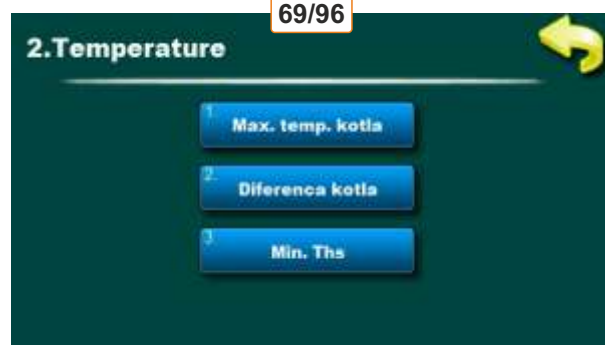 69/96
2.Temperature
1.
Max. temp. kotla
2.
Diferenca kotla
3.
Min. Ths